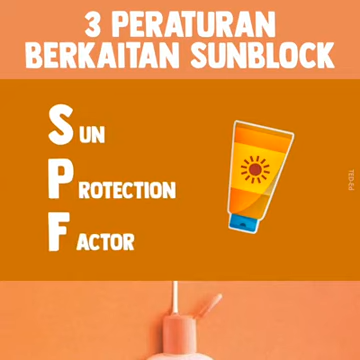 3 PERATURAN
BERKAITAN SUNBLOCK
SUN
PROTECTION
FACTOR